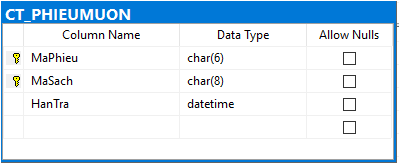 CT_PHIEUMUON
Column Name Data Type Allow Nulls
MaPhieu char(6)
MaSach char(8)
HanTra datetime